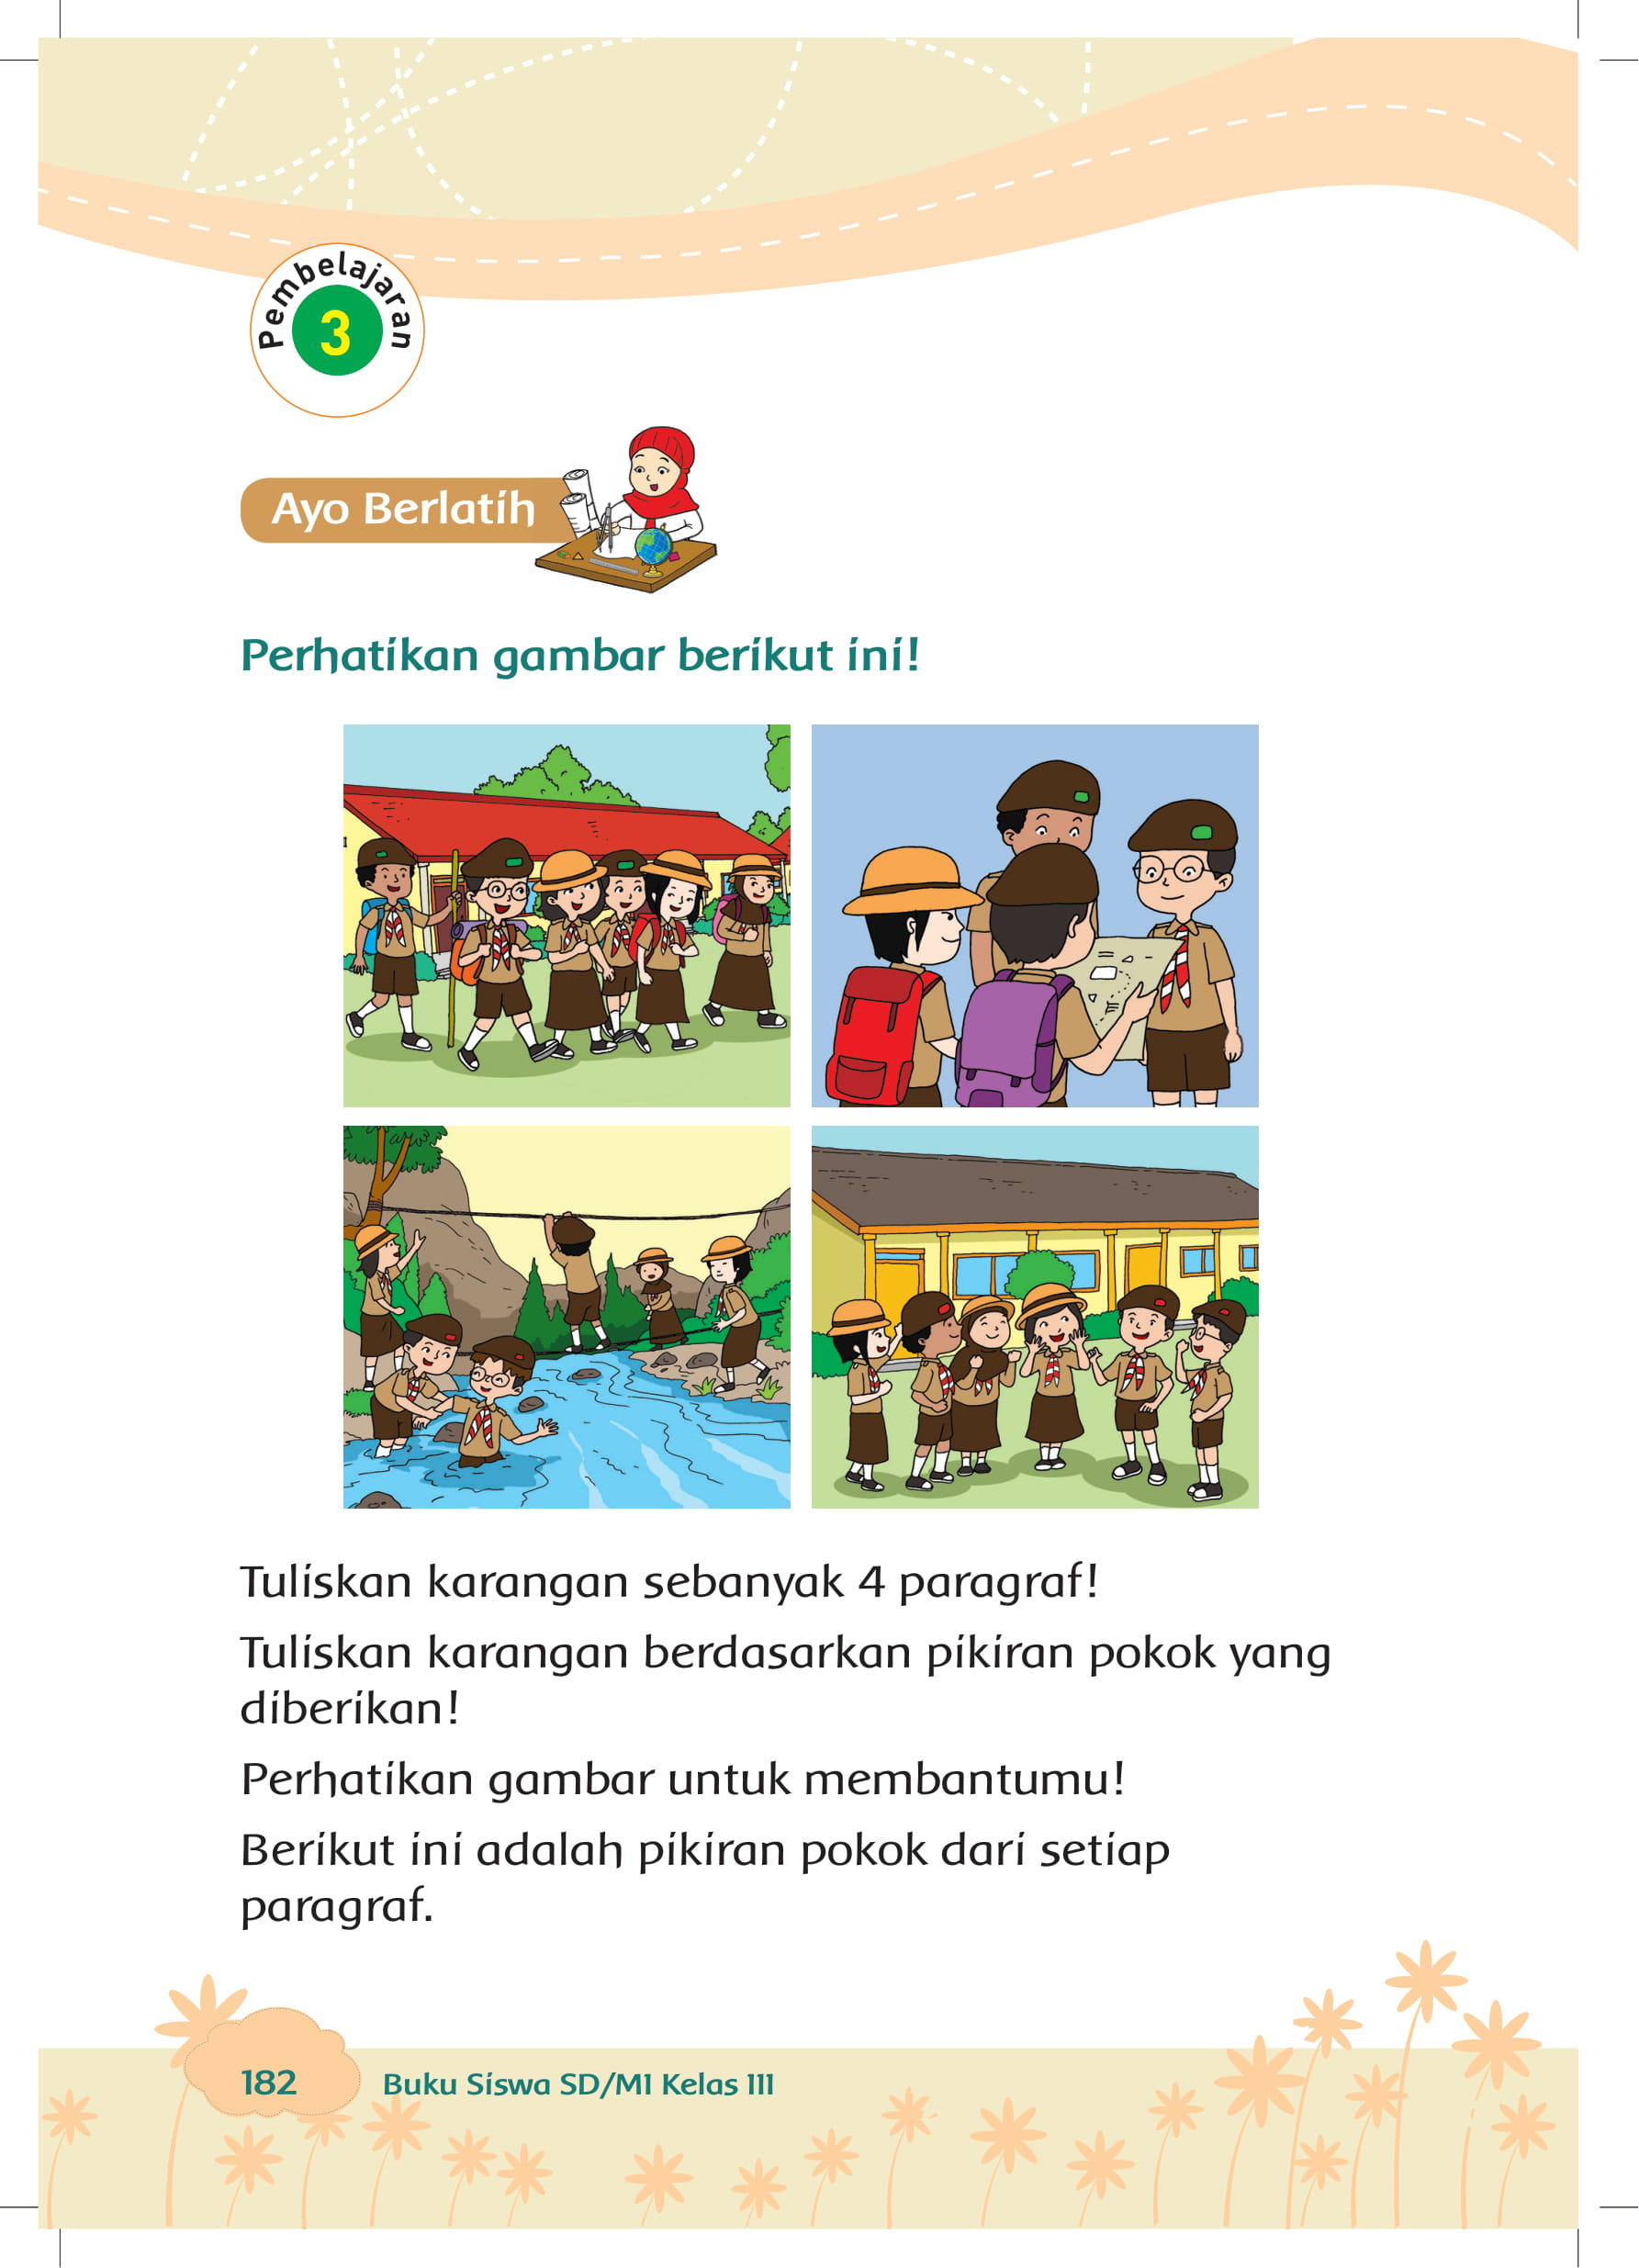 Pembelajaran
3
Ayo Berlatih
Perhatikan gambar berikut ini!
Tuliskan karangan sebanyak 4 paragraf!
Tuliskan karangan berdasarkan pikiran pokok yang
diberikan!
Perhatikan gambar untuk membantumu!
Berikut ini adalah pikiran pokok dari setiap
paragraf.
182
Buku Siswa SD/MI Kelas III